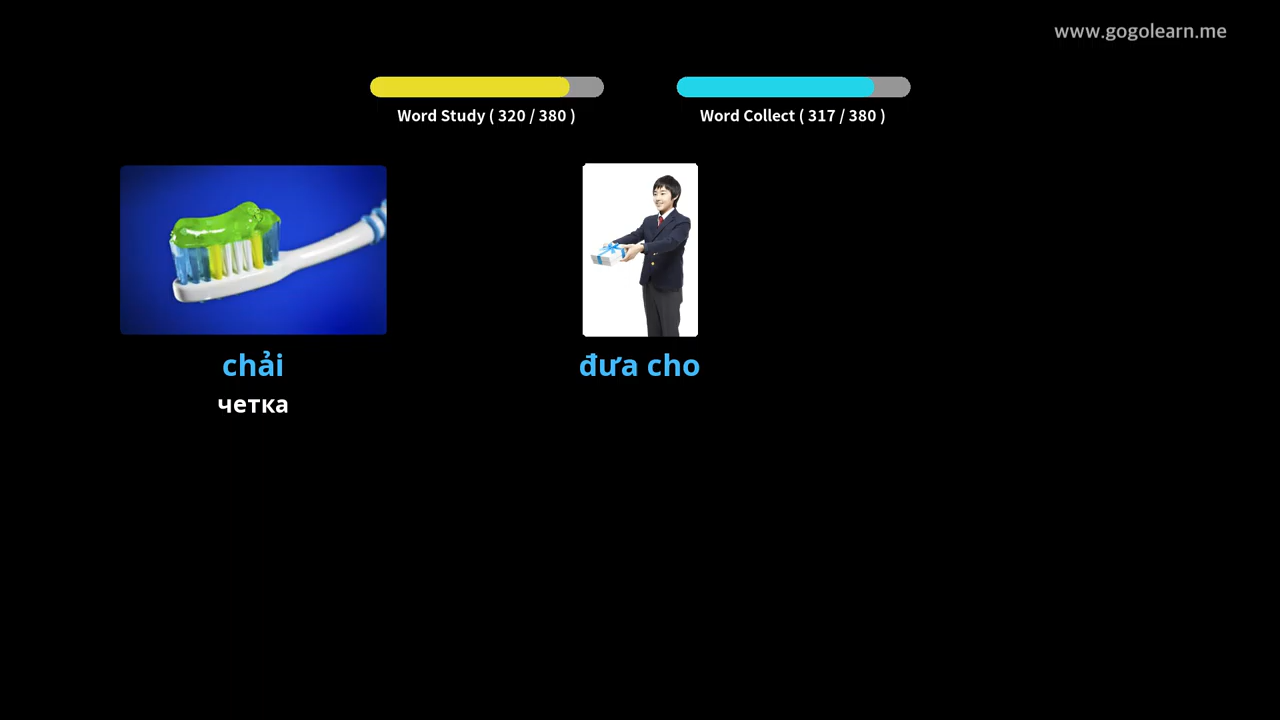 www.gogolearn.me
Word Study ( 320 / 380 )
Word Collect ( 317 / 380 )
chải
đưa cho
четка